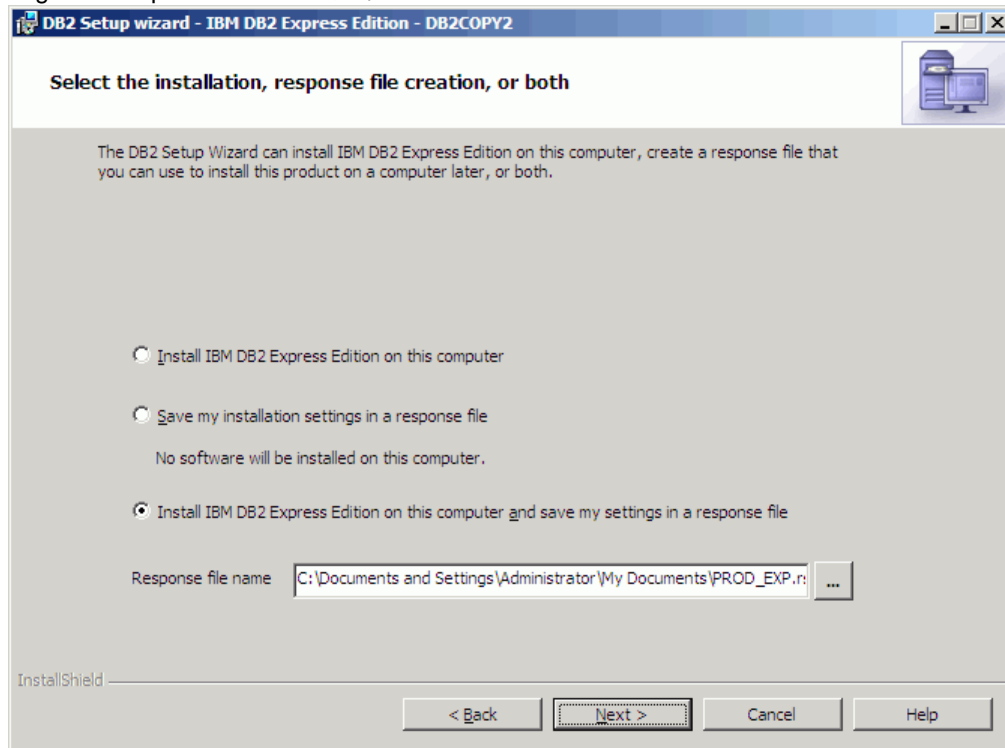 DB2 Setup wizard - IBM DB2 Express Edition - DB2COPY2
Select the installation, response file creation, or both
The DB2 Setup Wizard can install IBM DB2 Express Edition on this computer, create a response file that
you can use to install this product on a computer later, or both.
Install IBM DB2 Express Edition on this computer
Save my installation settings in a response file
No software will be installed on this computer.
Install IBM DB2 Express Edition on this computer and save my settings in a response file
Response file name C:\Documents and Settings\Administrator\My Documents\PROD_EXP.r ...
InstallShield
< Back Next > Cancel Help